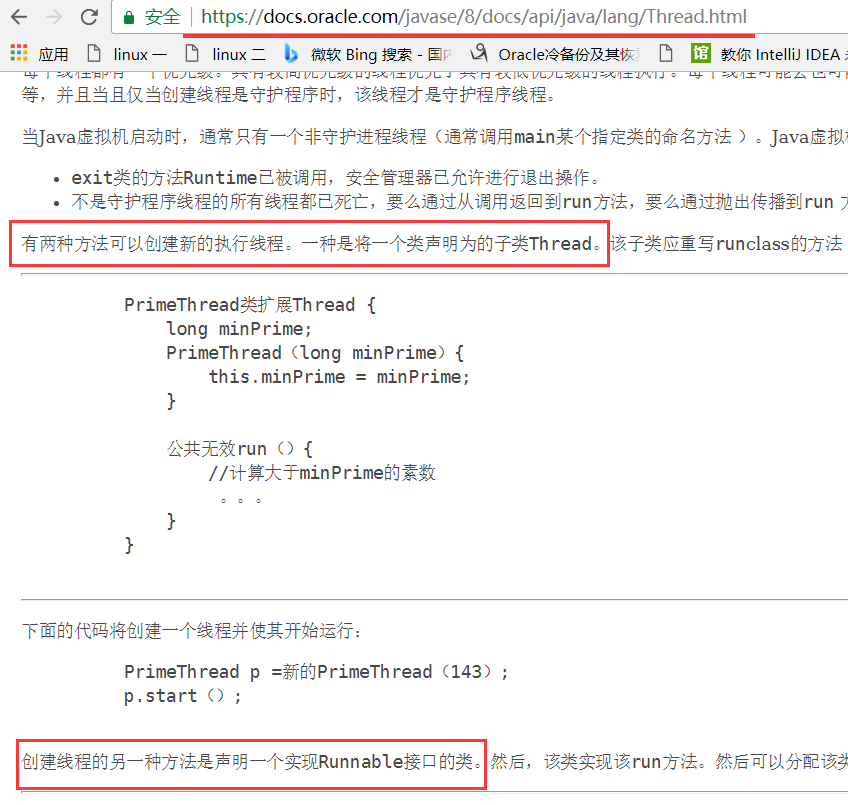 安全 https://docs.oracle.com/javase/8/docs/api/java/lang/Thread.html
应用 linux 一 linux 二 微软 Bing 搜索 - 国内 Oracle冷备份及其恢 馆 教你 IntelliJ IDEA
等，并且当且仅当创建线程是守护程序时，该线程才是守护程序线程。
当Java虚拟机启动时，通常只有一个非守护进程线程（通常调用main某个指定类的命名方法 ）。Java虚拟
• exit类的方法Runtime已被调用，安全管理器已允许进行退出操作。
• 不是守护程序线程的所有线程都已死亡，要么通过从调用返回到run方法，要么通过抛出传播到run
有两种方法可以创建新的执行线程。一种是将一个类声明为的子类Thread。该子类应重写runclass的方法
PrimeThread类扩展Thread {
long minPrime;
PrimeThread（long minPrime）{
this.minPrime = minPrime;
}
公共无效run（）{
//计算大于minPrime的素数
。。。
}
}
下面的代码将创建一个线程并使其开始运行：
PrimeThread p =新的PrimeThread（143）;
p.start（）;
创建线程的另一种方法是声明一个实现Runnable接口的类。然后，该类实现该run方法。然后可以分配该类